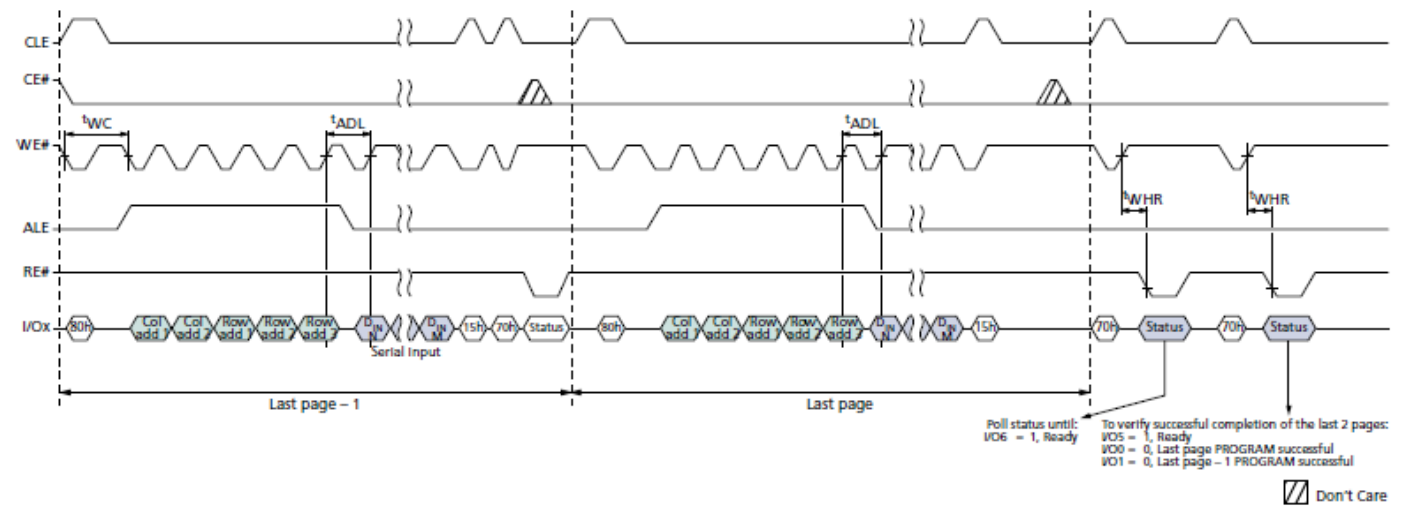 CLE
CE#
tWC
tADL
tADL
WE#
tWHR
tWHR
ALE
RE#
I/Ox
80h
Col add 1
Col add 2
Row add 1
Row add 2
Row add 3
DIN N
DIN M
15h
70h
Status
80h
Col add 1
Col add 2
Row add 1
Row add 2
Row add 3
DIN N
DIN M
15h
70h
Status
70h
Status
Serial input
Last page – 1
Last page
Poll status until:
I/O6 = 1, Ready
To verify successful completion of the last 2 pages:
I/O5 = 1, Ready
I/O0 = 0, Last page PROGRAM successful
I/O1 = 0, Last page – 1 PROGRAM successful
Don't Care